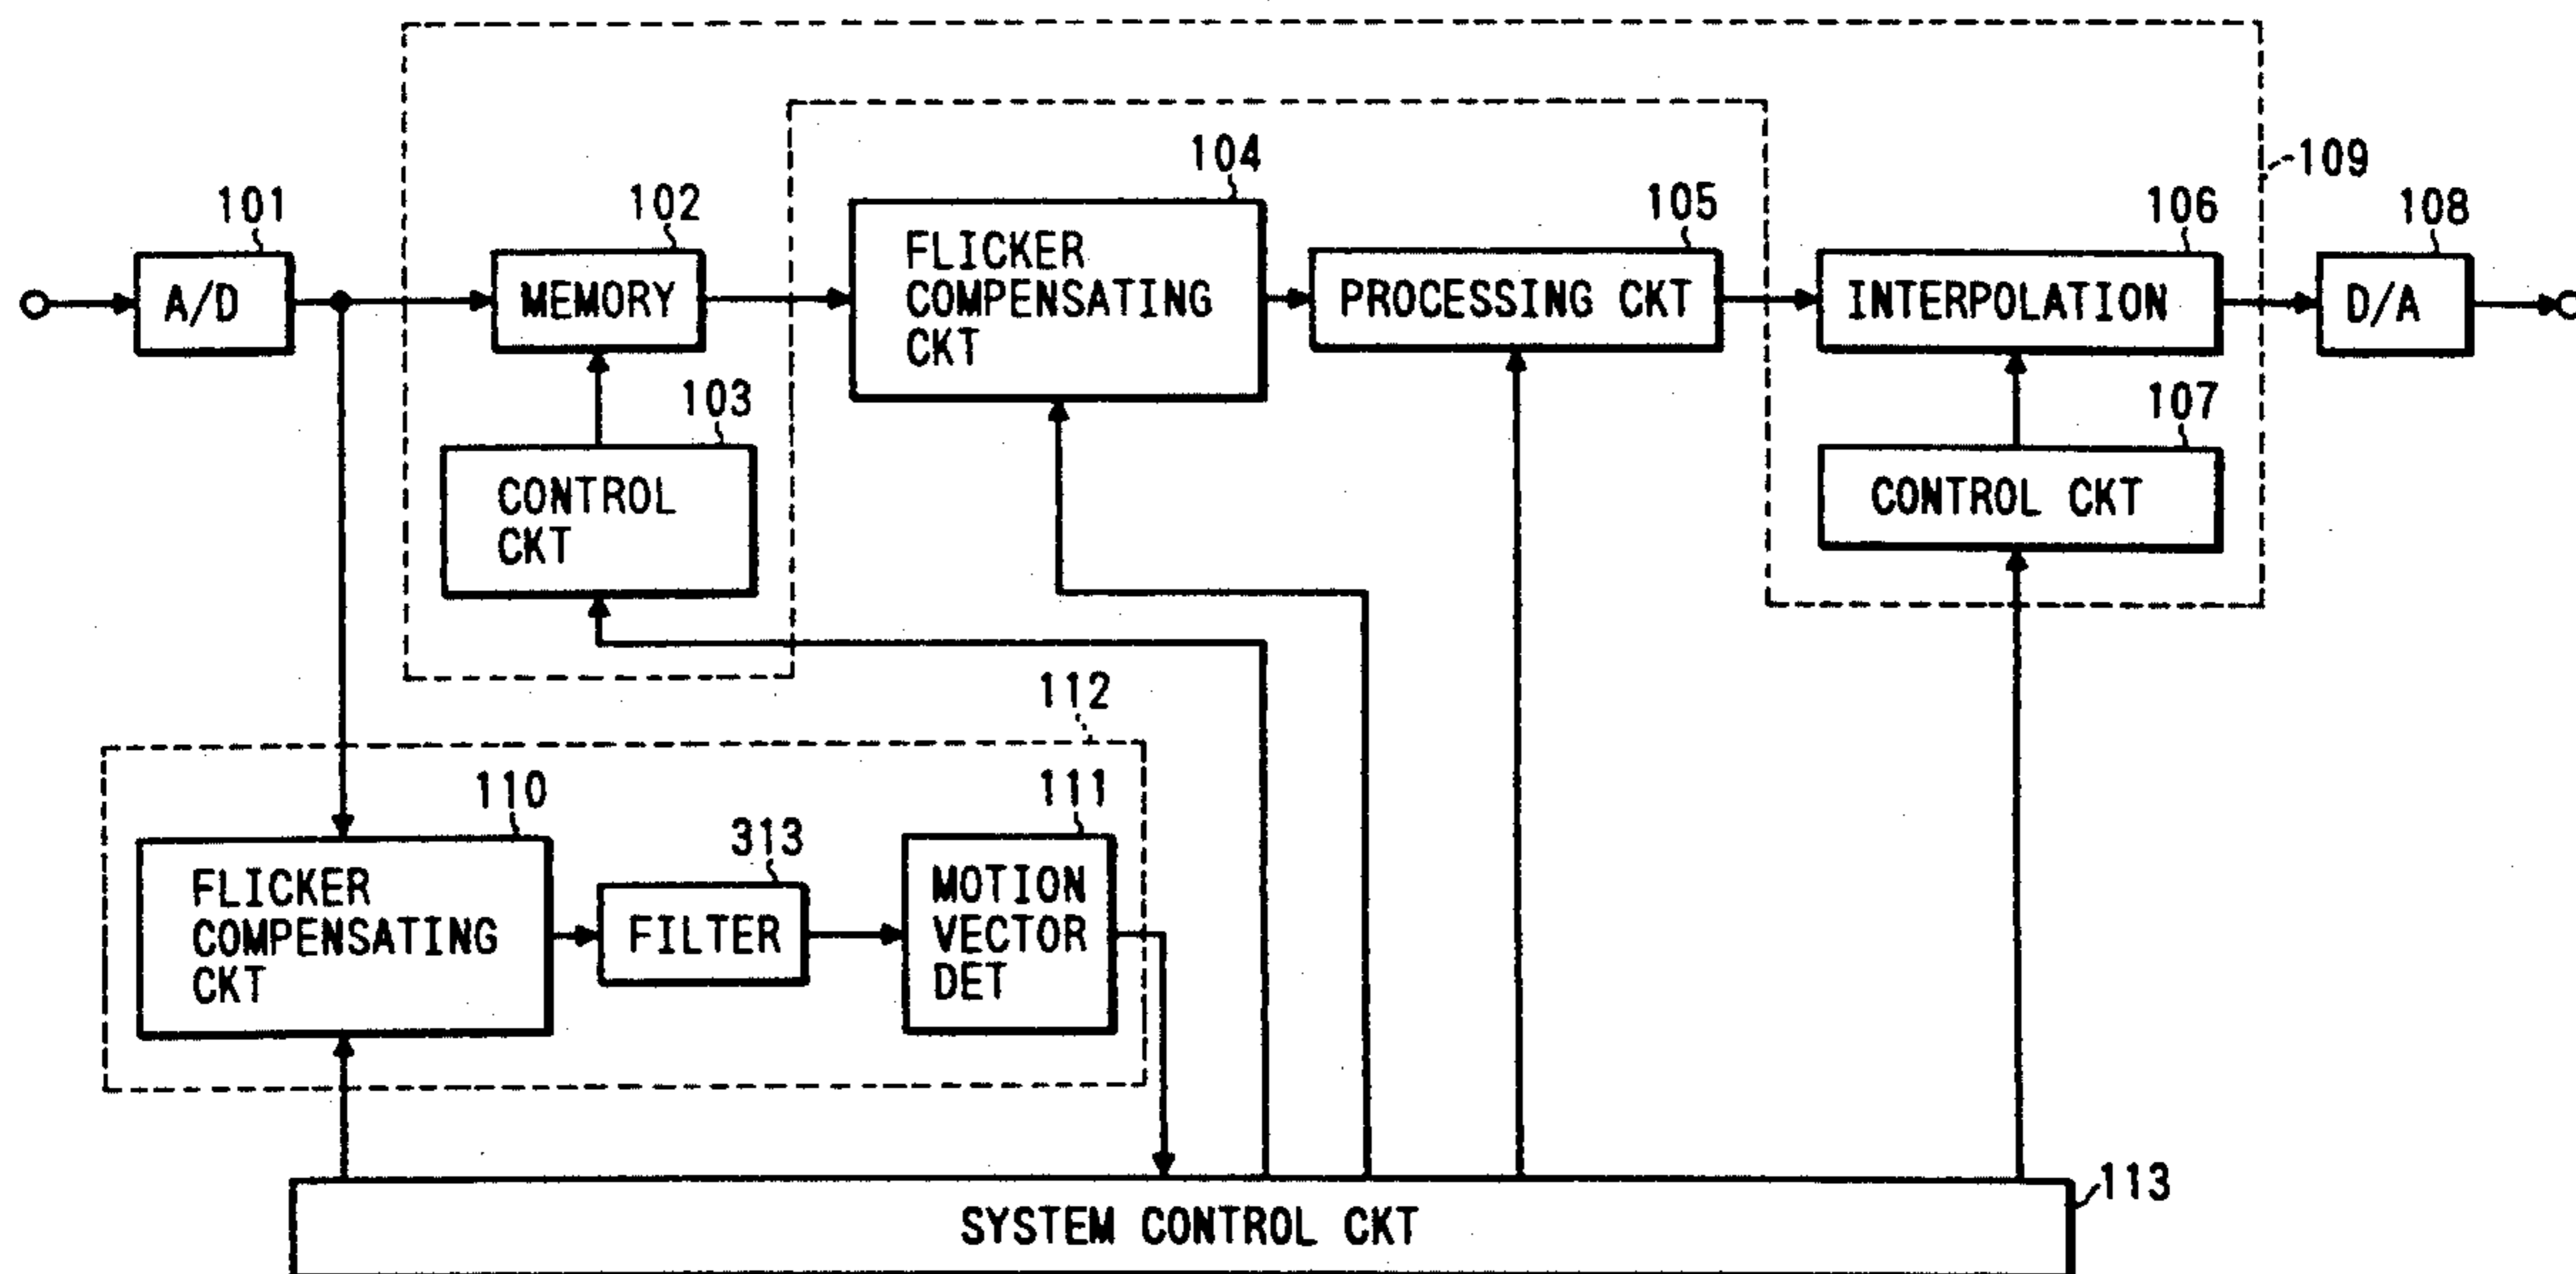 104
109
101
102
105
106
108
A/D
MEMORY
FLICKER
COMPENSATING
CKT
PROCESSING CKT
INTERPOLATION
D/A
103
107
CONTROL
CKT
CONTROL CKT
112
110
313
111
FLICKER
COMPENSATING
CKT
FILTER
MOTION
VECTOR
DET
113
SYSTEM CONTROL CKT